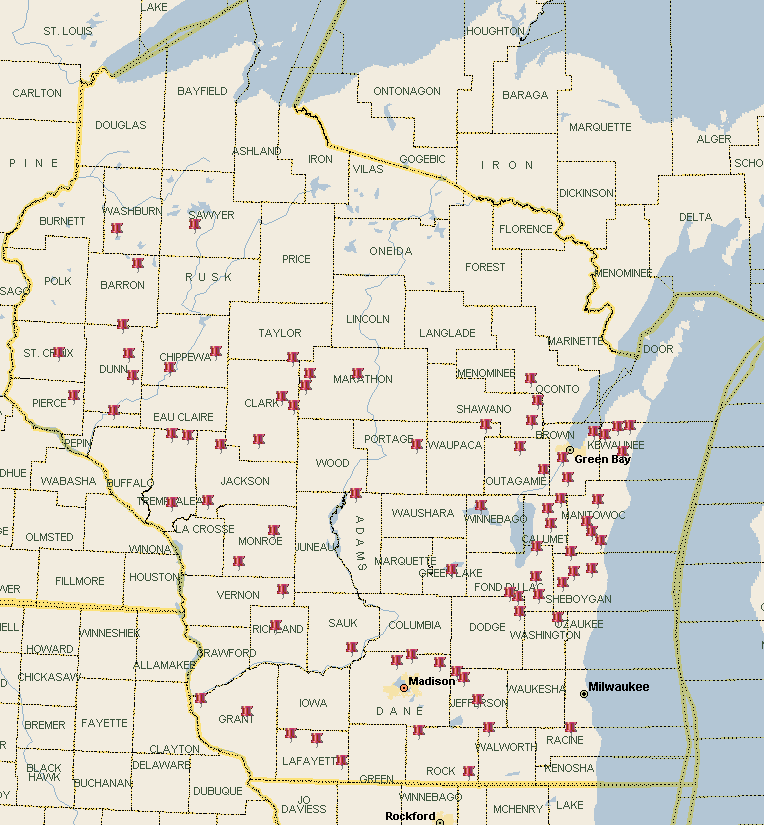 LAKE
ST. LOUIS
HOUGHTON
CARLTON
BAYFIELD
ONTONAGON
BARAGA
DOUGLAS
MARQUETTE
ALGER
PINE
ASHLAND
IRON
VILAS
GOGEBIC
IRON
SCHO
DICKINSON
BURNETT
WASHBURN
SAWYER
DELTA
FLORENCE
ONEIDA
PRICE
FOREST
MENOMINEE
POLK
BARRON
RUSK
SAGO
LINCOLN
TAYLOR
LANGLADE
MARINETTE
DOOR
ST. CROIX
CHIPPEWA
DUNN
MARATHON
MENOMINEE
OCONTO
PIERCE
CLARK
SHAWANO
EAU CLAIRE
PEPIN
PORTAGE
WAUPACA
BROWN
KEWAUNEE
Green Bay
WOOD
DHUE
WABASHA
BUFFALO
JACKSON
OUTAGAMIE
TREMPEALEAU
WAUSHARA
WINNEBAGO
MANITOWOC
LA CROSSE
ADAMS
OLMSTED
WINONA
MONROE
JUNEAU
CALUMET
MARQUETTE
GREEN LAKE
WER
FILLMORE
HOUSTON
VERNON
FOND DU LAC
SHEBOYGAN
ELL
WINNESHIEK
RICHLAND
SAUK
COLUMBIA
DODGE
OZAUKEE
WASHINGTON
HOWARD
CRAWFORD
ALLAMAKEE
CHICKASAW
Madison
WAUKESHA
Milwaukee
IOWA
JEFFERSON
DANE
GRANT
BREMER
FAYETTE
CLAYTON
RACINE
WALWORTH
LAFAYETTE
BLACK
HAWK
DELAWARE
ROCK
KENOSHA
GREEN
BUCHANAN
DUBUQUE
JO
DAVIESS
WINNEBAGO
MCHENRY
LAKE
Rockford